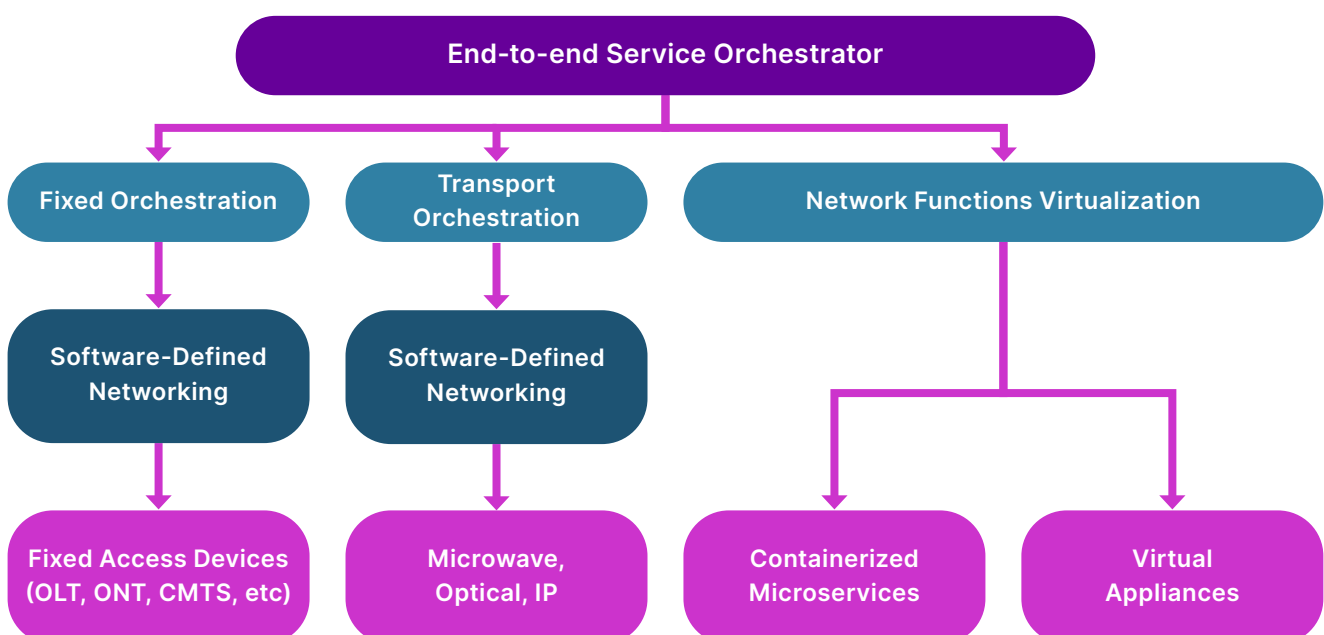 End-to-end Service Orchestrator
Fixed Orchestration
Transport
Orchestration
Network Functions Virtualization
Software-Defined
Networking
Software-Defined
Networking
Fixed Access Devices
(OLT, ONT, CMTS, etc)
Microwave,
Optical, IP
Containerized
Microservices
Virtual
Appliances